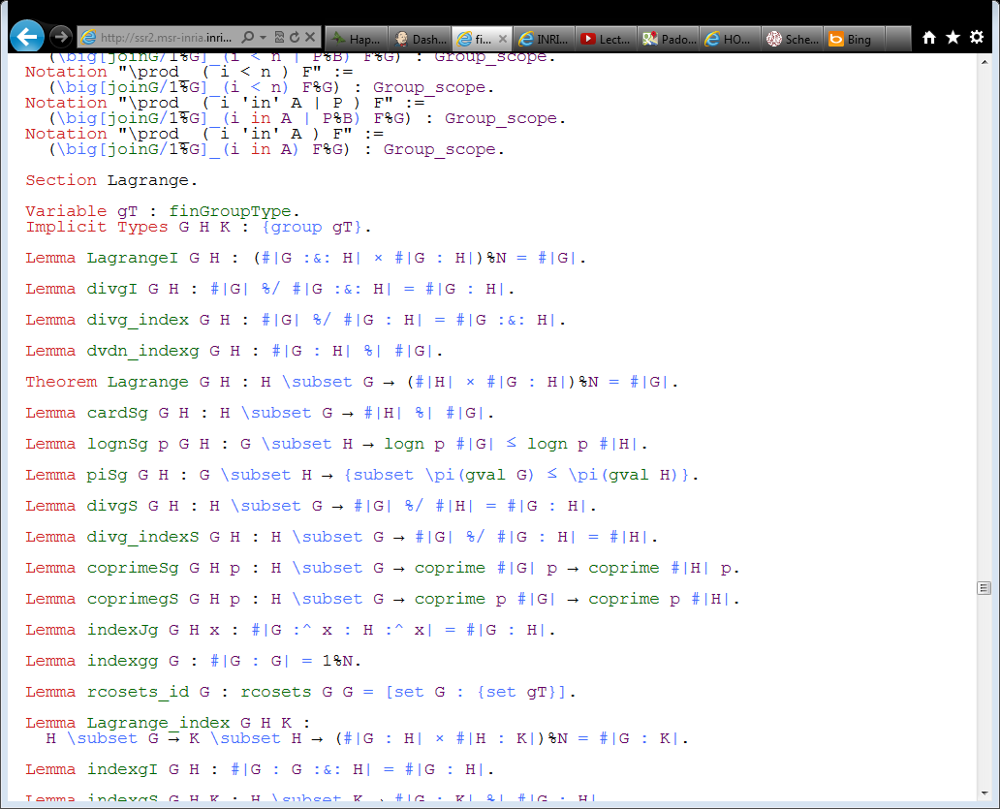 http://ssr2.msr-inria.inri...
Hap...
Dash...
fi...
INRI...
Lect...
Pado...
HO...
Sche...
Bing
(\big[joinG/1%G]_(i < n | P%B) F%G) : Group_scope.
Notation "\prod_ ( i < n ) F" :=
(\big[joinG/1%G]_(i < n) F%G) : Group_scope.
Notation "\prod_ ( i 'in' A | P ) F" :=
(\big[joinG/1%G]_(i in A | P%B) F%G) : Group_scope.
Notation "\prod_ ( i 'in' A ) F" :=
(\big[joinG/1%G]_(i in A) F%G) : Group_scope.
Section Lagrange.
Variable gT : finGroupType.
Implicit Types G H K : {group gT}.
Lemma LagrangeI G H : (#|G :&: H| × #|G : H|)%N = #|G|.
Lemma divgI G H : #|G| %/ #|G :&: H| = #|G : H|.
Lemma divg_index G H : #|G| %/ #|G : H| = #|G :&: H|.
Lemma dvdn_indexg G H : #|G : H| %| #|G|.
Theorem Lagrange G H : H \subset G → (#|H| × #|G : H|)%N = #|G|.
Lemma cardSg G H : H \subset G → #|H| %| #|G|.
Lemma lognSg p G H : G \subset H → logn p #|G| ≤ logn p #|H|.
Lemma piSg G H : G \subset H → {subset \pi(gval G) ≤ \pi(gval H)}.
Lemma divgS G H : H \subset G → #|G| %/ #|H| = #|G : H|.
Lemma divg_indexS G H : H \subset G → #|G| %/ #|G : H| = #|H|.
Lemma coprimeSg G H p : H \subset G → coprime #|G| p → coprime #|H| p.
Lemma coprimegS G H p : H \subset G → coprime p #|G| → coprime p #|H|.
Lemma indexJg G H x : #|G :^ x : H :^ x| = #|G : H|.
Lemma indexgg G : #|G : G| = 1%N.
Lemma rcosets_id G : rcosets G G = [set G : {set gT}].
Lemma Lagrange_index G H K :
H \subset G → K \subset H → (#|G : H| × #|H : K|)%N = #|G : K|.
Lemma indexgI G H : #|G : G :&: H| = #|G : H|.
Lemma indexgS G H K : H \subset K → #|G : K| %| #|G : H|